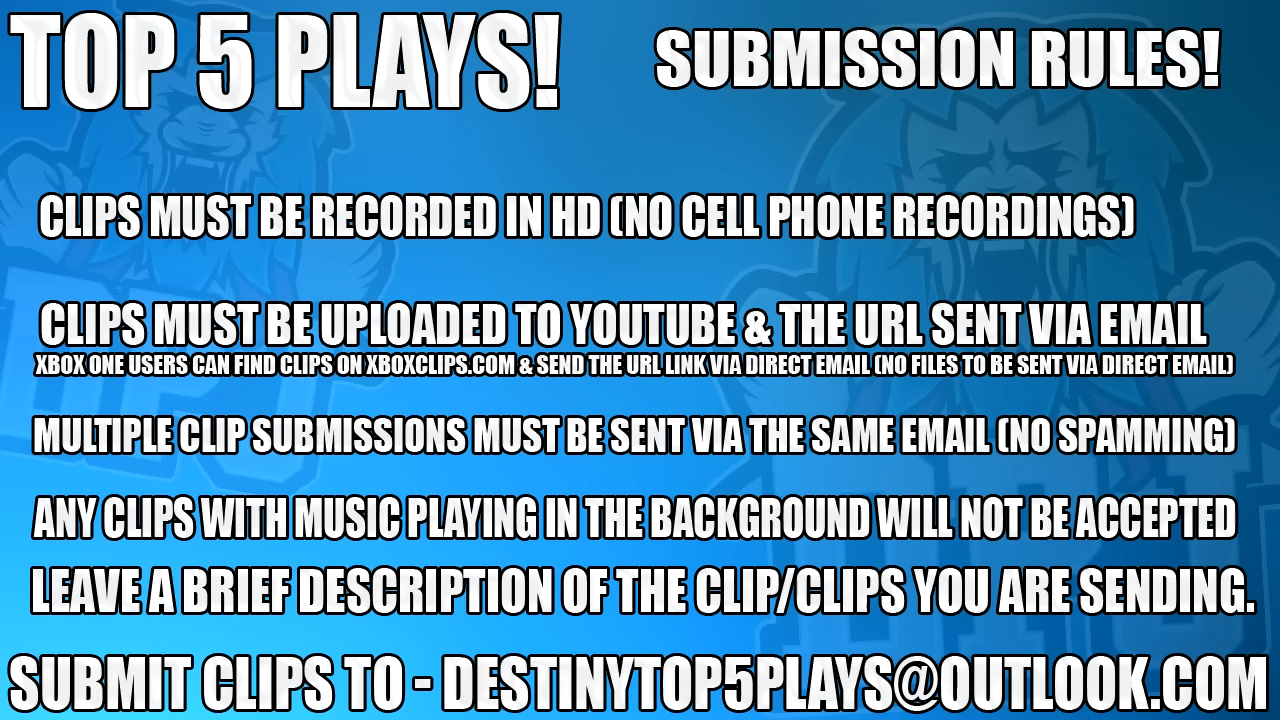 TOP 5 PLAYS!
SUBMISSION RULES!
CLIPS MUST BE RECORDED IN HD (NO CELL PHONE RECORDINGS)
CLIPS MUST BE UPLOADED TO YOUTUBE & THE URL SENT VIA EMAIL
XBOX ONE USERS CAN FIND CLIPS ON XBOXCLIPS.COM & SEND THE URL LINK VIA DIRECT EMAIL (NO FILES TO BE SENT VIA DIRECT EMAIL)
MULTIPLE CLIP SUBMISSIONS MUST BE SENT VIA THE SAME EMAIL (NO SPAMMING)
ANY CLIPS WITH MUSIC PLAYING IN THE BACKGROUND WILL NOT BE ACCEPTED
LEAVE A BRIEF DESCRIPTION OF THE CLIP/CLIPS YOU ARE SENDING.
SUBMIT CLIPS TO - DESTINYTOP5PLAYS@OUTLOOK.COM